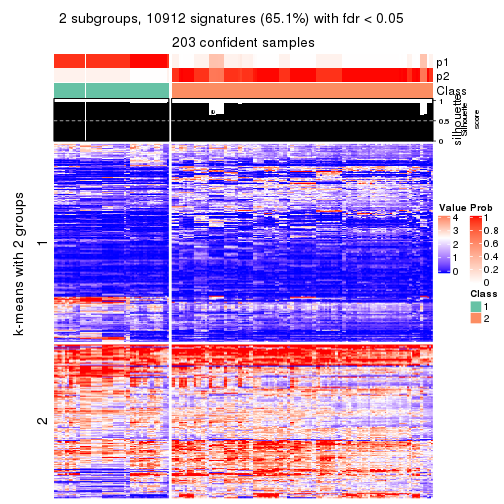 2 subgroups, 10912 signatures (65.1%) with fdr < 0.05
203 confident samples
p1
p2
Class
silhouette
1
0.5
0
Silhouette
score
k-means with 2 groups
1
2
Value
4
3
2
1
0
Prob
1
0.8
0.6
0.4
0.2
0
Class
1
2